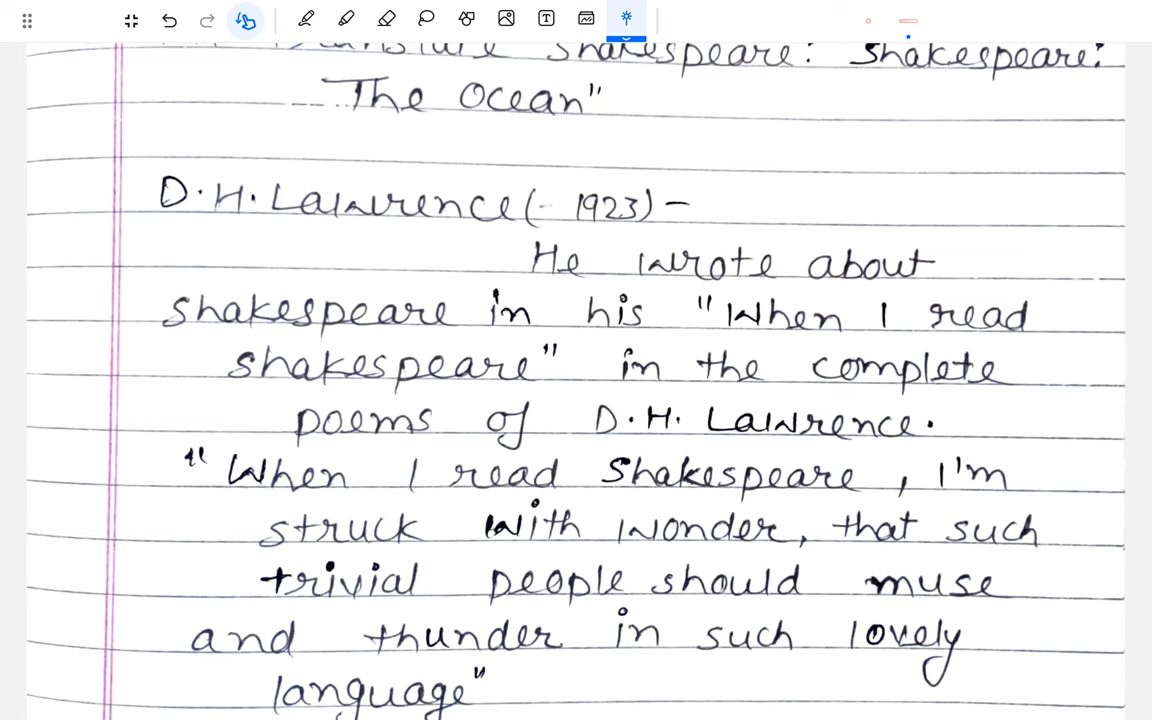 Shakespeare: Shakespeare:
The Ocean"
D.H. Lawrence (- 1923) -
He wrote about
Shakespeare in his "When I read
Shakespeare" in the complete
poems of D.H. Lawrence.
"When I read Shakespeare, I'm
struck with wonder, that such
trivial people should muse
and thunder in such lovely
language"